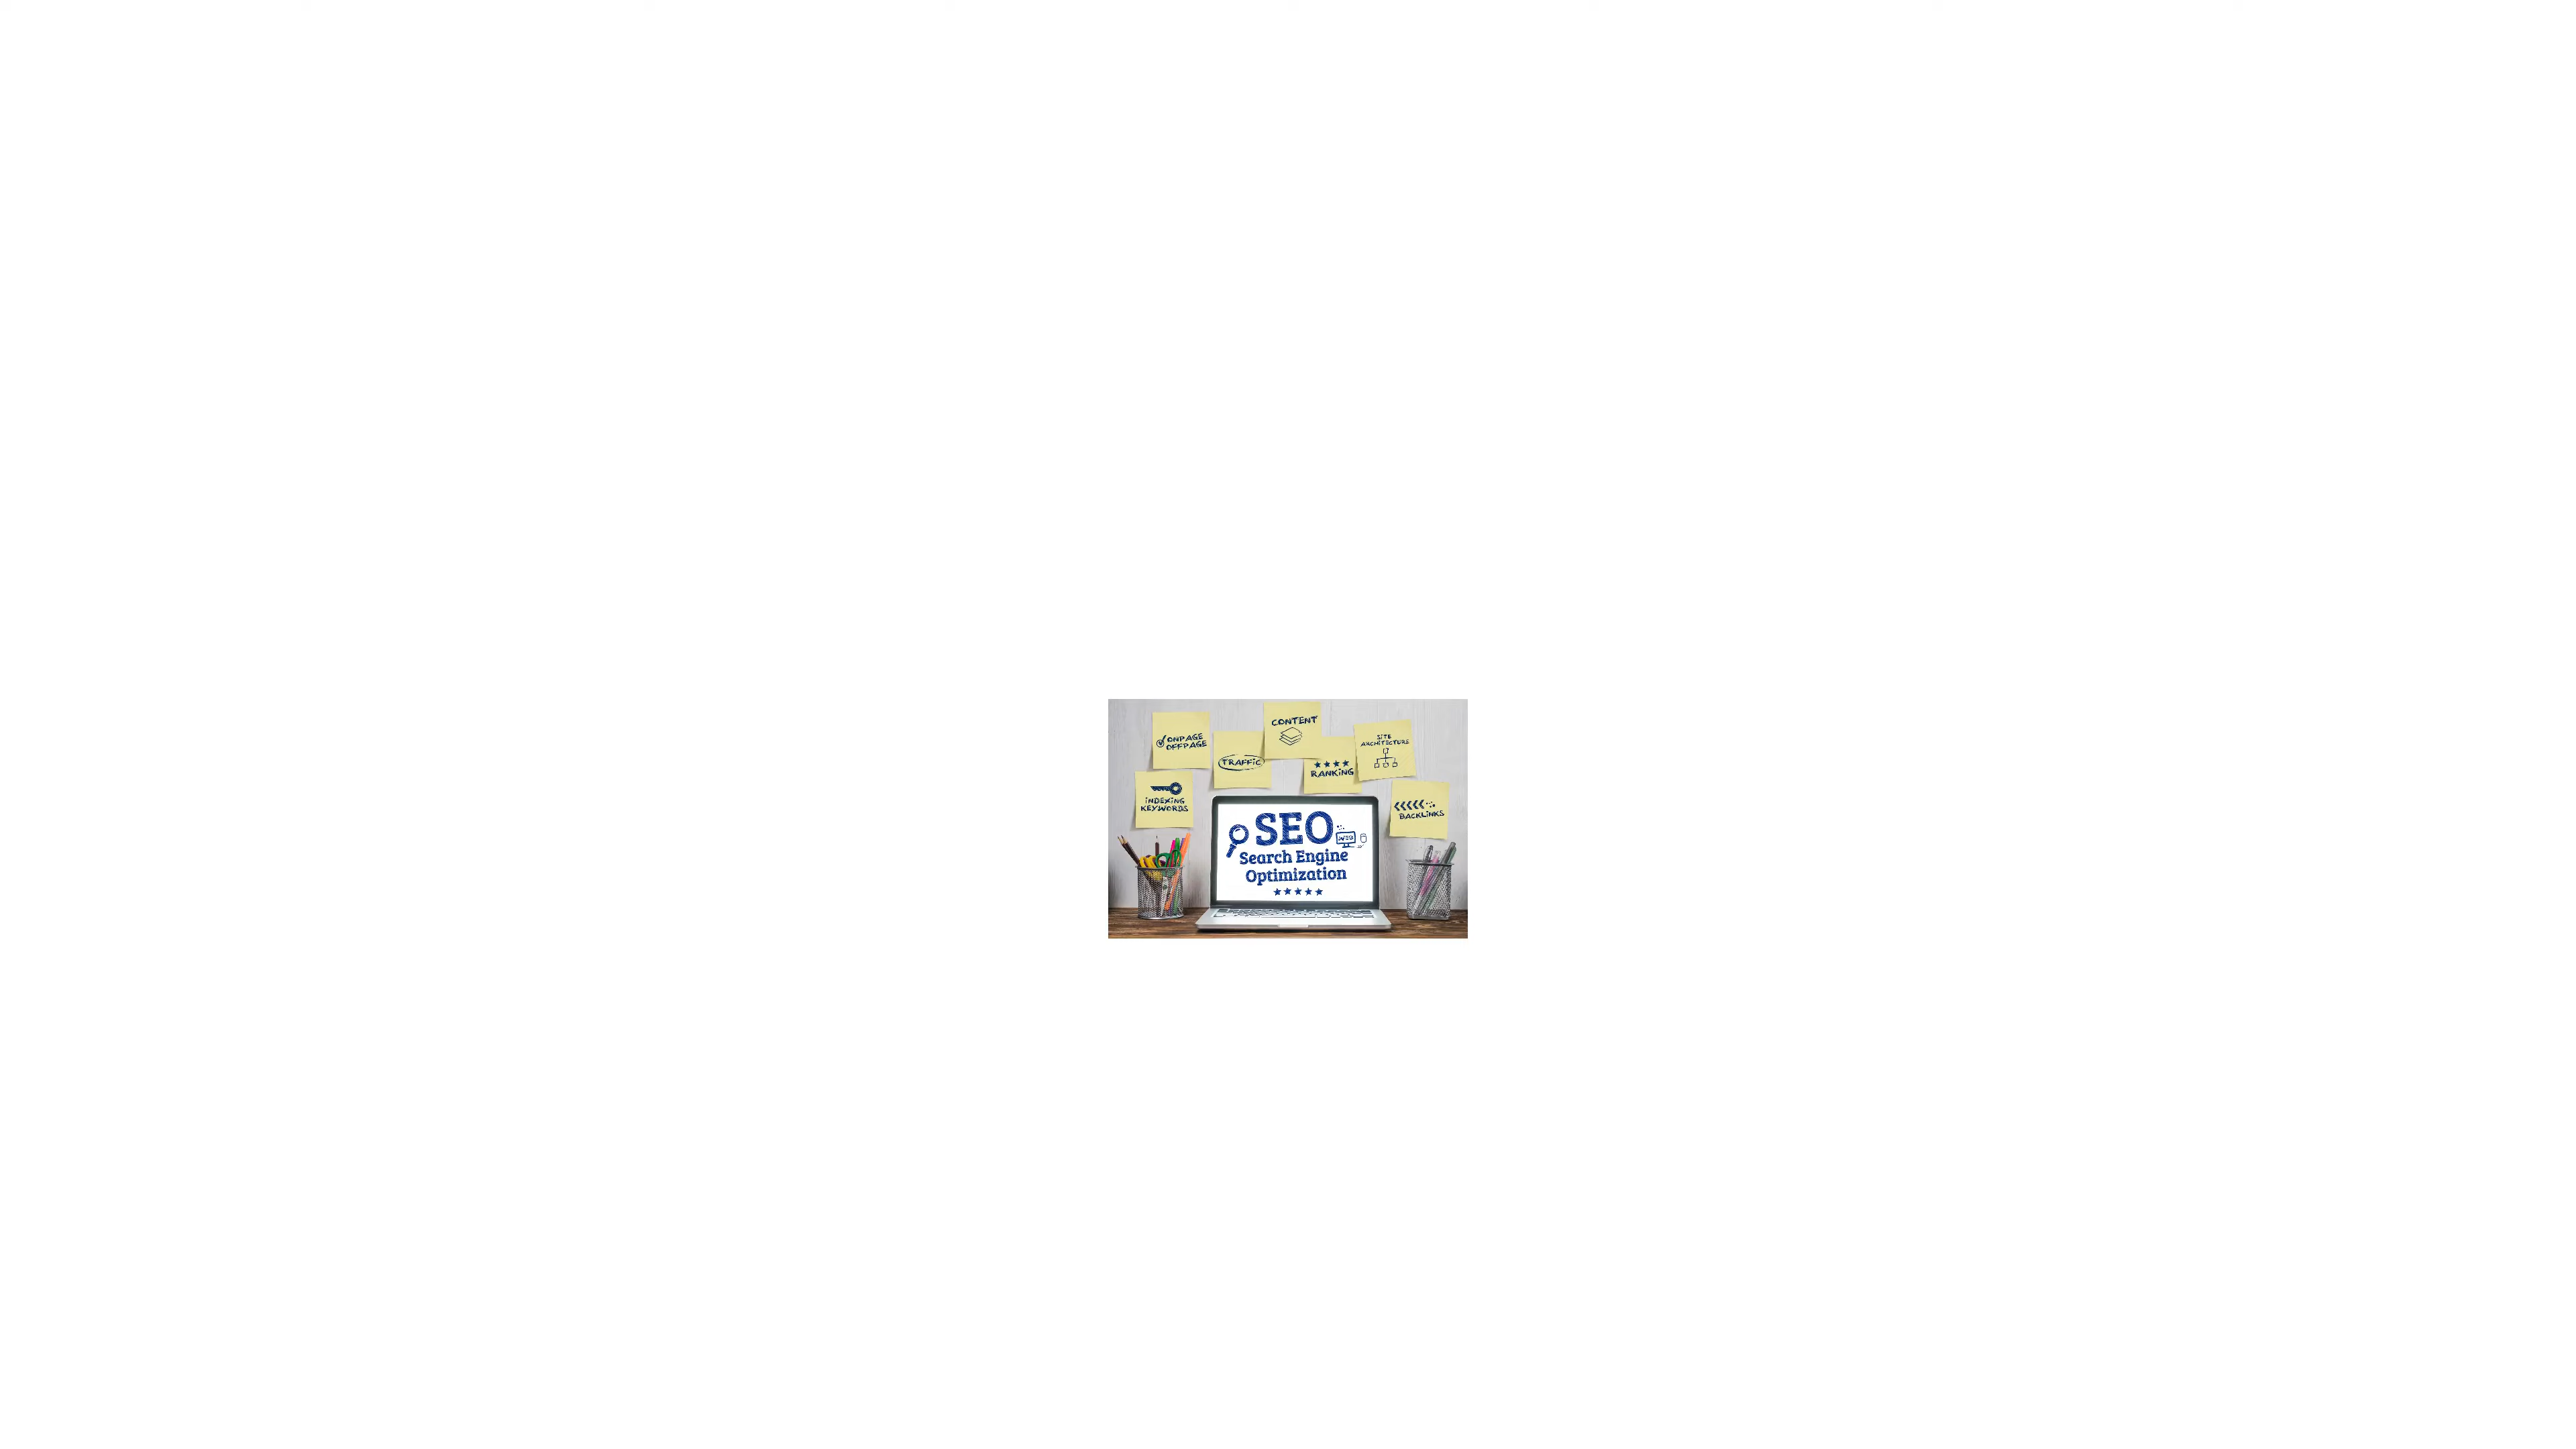 CONTENT
ONPAGE
OFFPAGE
TRAFFIC
RANKING
SITE
ARCHITECTURE
INDEXING
KEYWORDS
BACKLINKS
SEO
Search Engine
Optimization